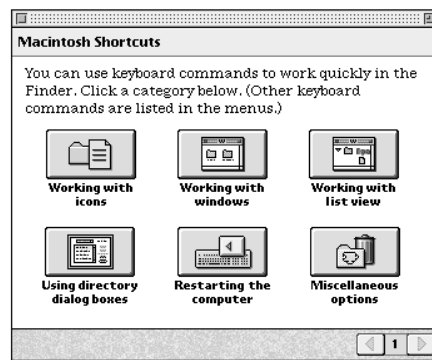 Macintosh Shortcuts
You can use keyboard commands to work quickly in the
Finder. Click a category below. (Other keyboard
commands are listed in the menus.)
Working with
icons
Working with
windows
Working with
list view
Using directory
dialog boxes
Restarting the
computer
Miscellaneous
options
1